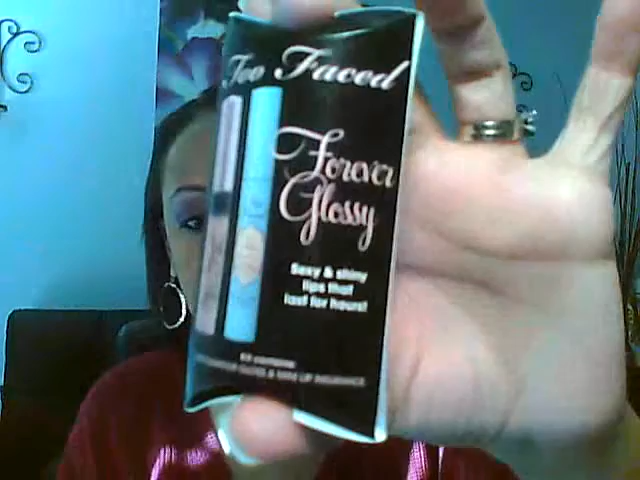 Too Faced
Forever
Glossy
Sexy & shiny
lips that
last for hours!